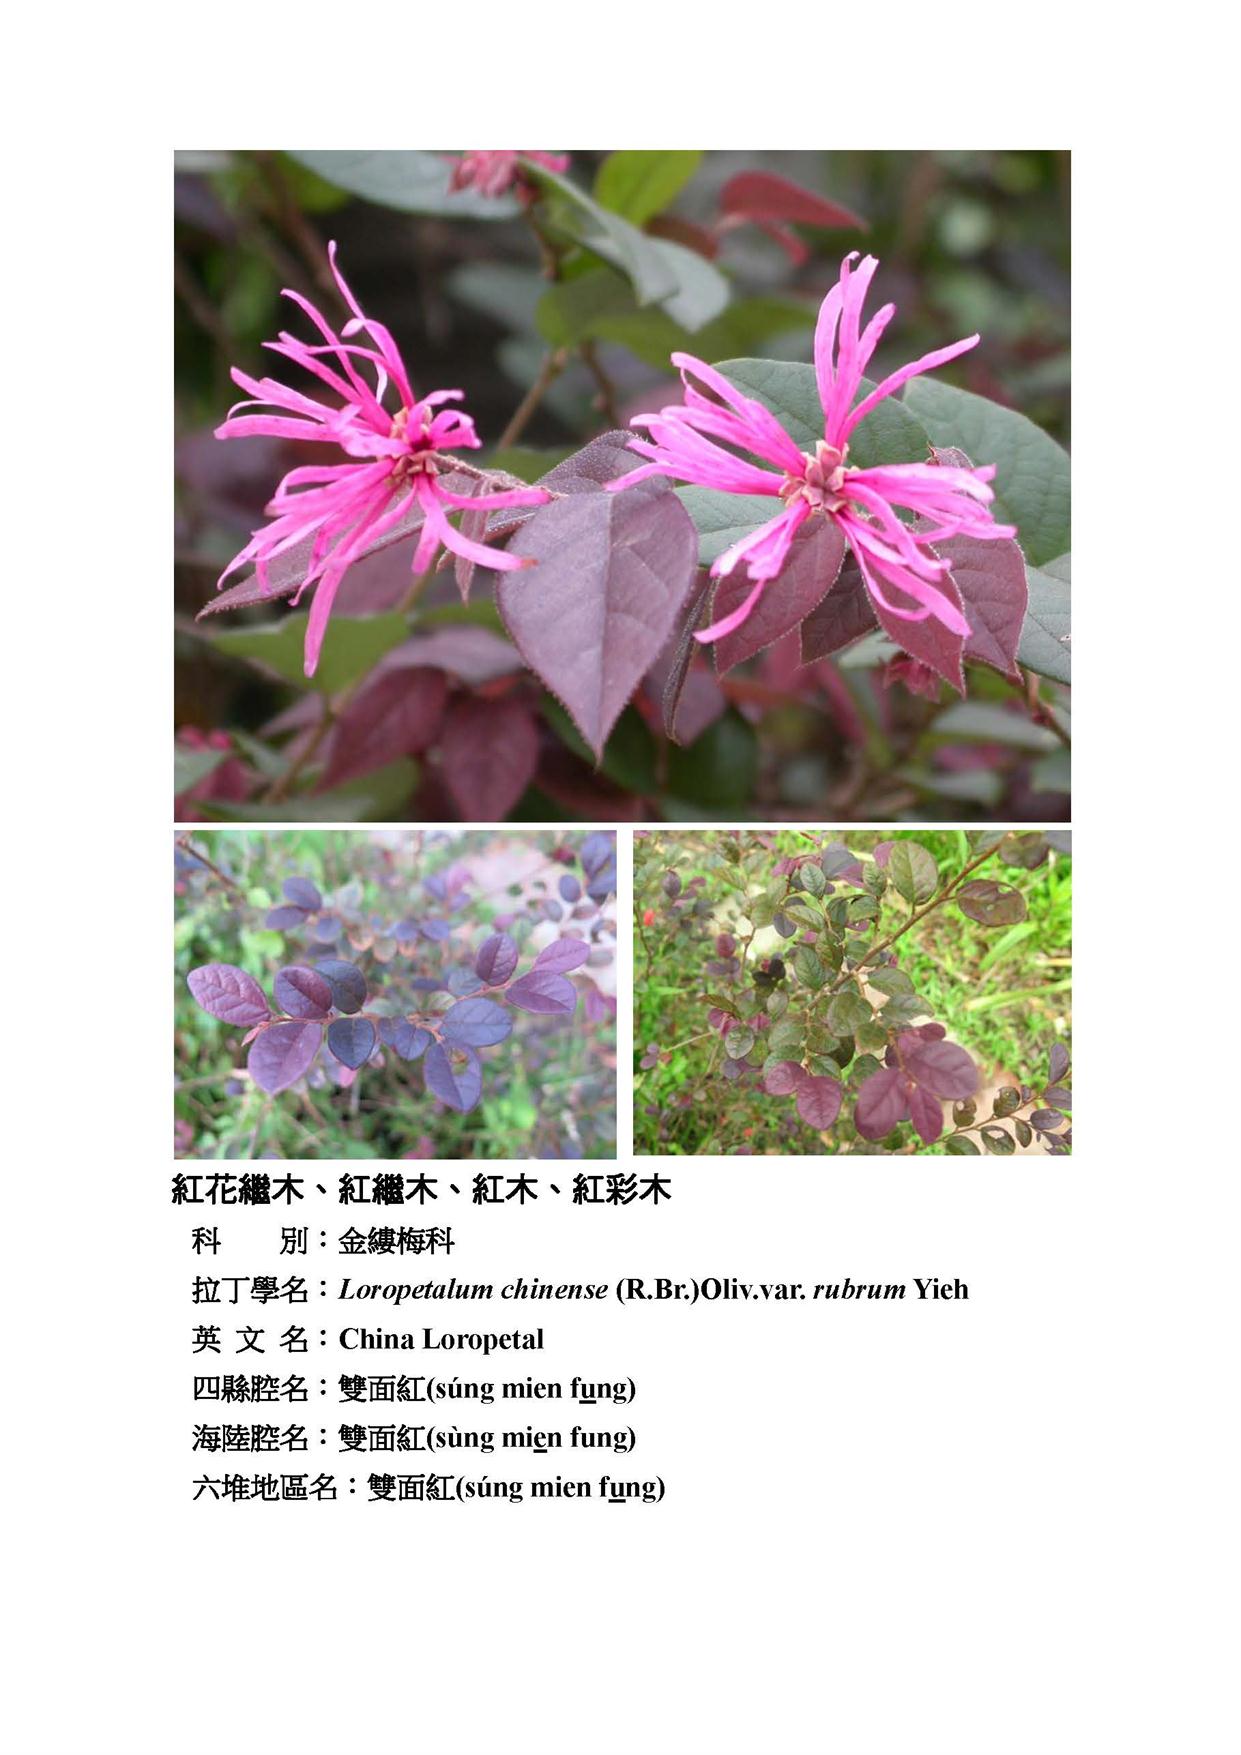 紅花繼木、紅繼木、紅木、紅彩木
科　　別：金縷梅科
拉丁學名：Loropetalum chinense (R.Br.)Oliv.var. rubrum Yieh
英 文 名：China Loropetal
四縣腔名：雙面紅(súng mien fung)
海陸腔名：雙面紅(sùng mien fung)
六堆地區名：雙面紅(súng mien fung)